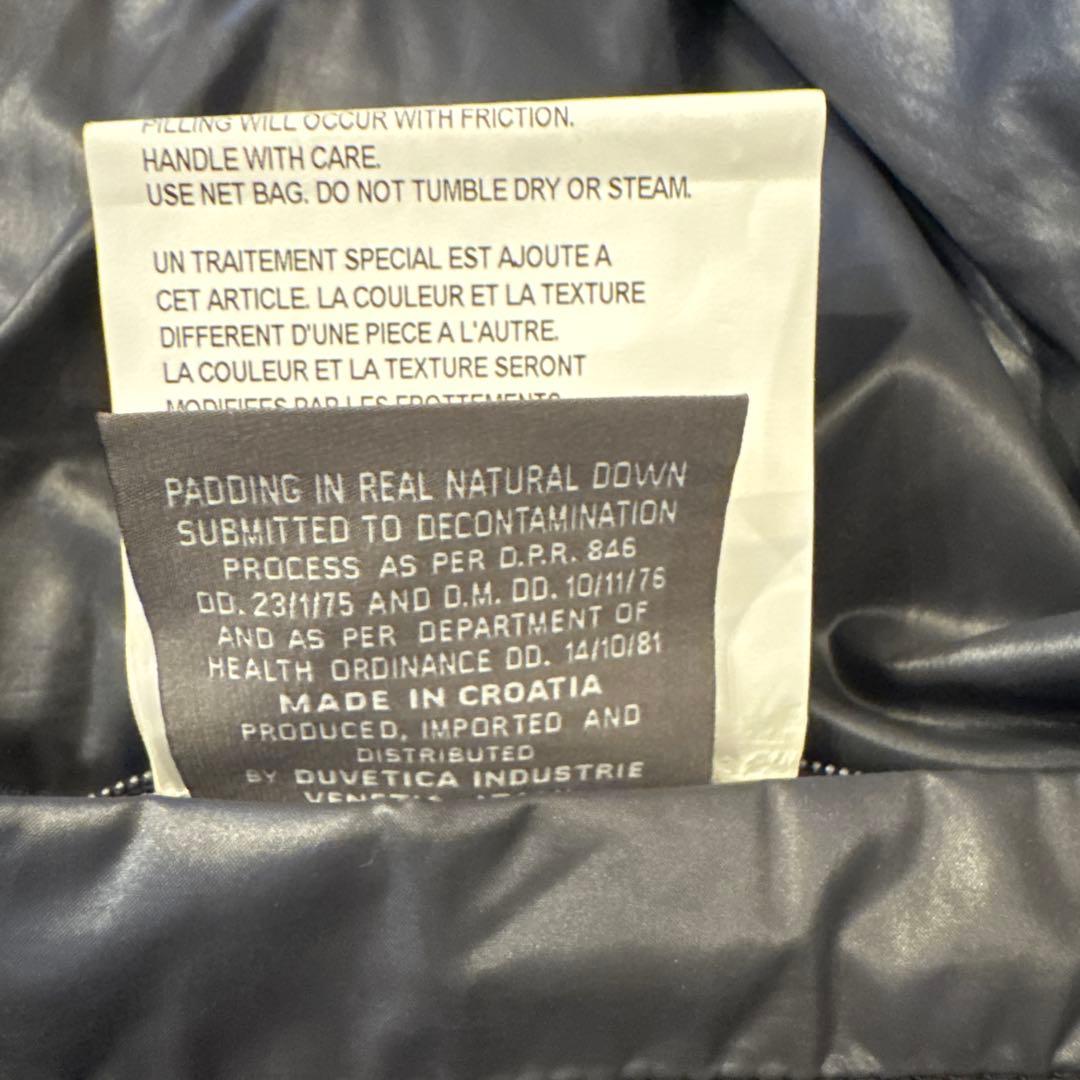 PILLING WILL OCCUR WITH FRICTION.
HANDLE WITH CARE.
USE NET BAG. DO NOT TUMBLE DRY OR STEAM.
UN TRAITEMENT SPECIAL EST AJOUTE A
CET ARTICLE. LA COULEUR ET LA TEXTURE
DIFFERENT D'UNE PIECE A L'AUTRE.
LA COULEUR ET LA TEXTURE SERONT
MODIFIEES PAR LES FROTTEMENTS
PADDING IN REAL NATURAL DOWN
SUBMITTED TO DECONTAMINATION
PROCESS AS PER D.P.R. 846
DD. 23/1/75 AND D.M. DD. 10/11/76
AND AS PER DEPARTMENT OF
HEALTH ORDINANCE DD. 14/10/81
MADE IN CROATIA
PRODUCED, IMPORTED AND
DISTRIBUTED
BY DUVETICA INDUSTRIE